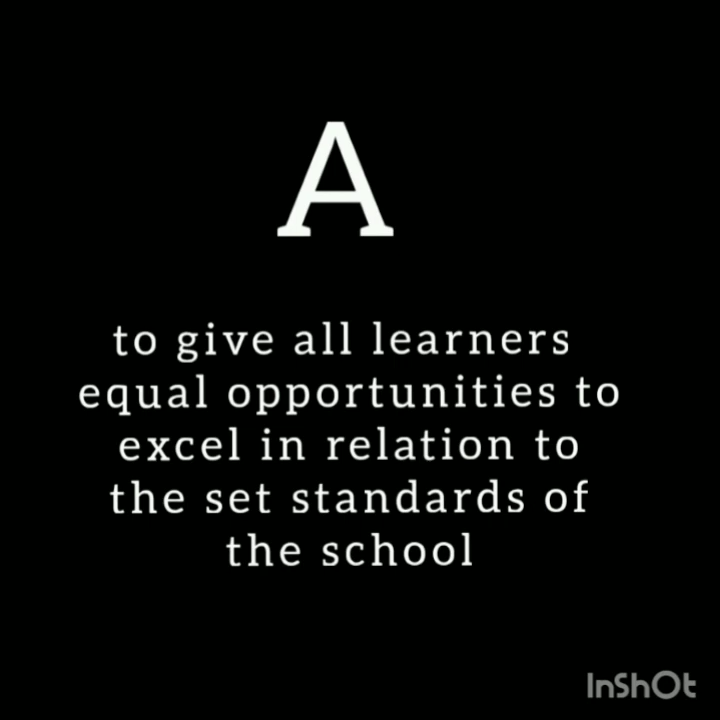 A
to give all learners
equal opportunities to
excel in relation to
the set standards of
the school
InShOt